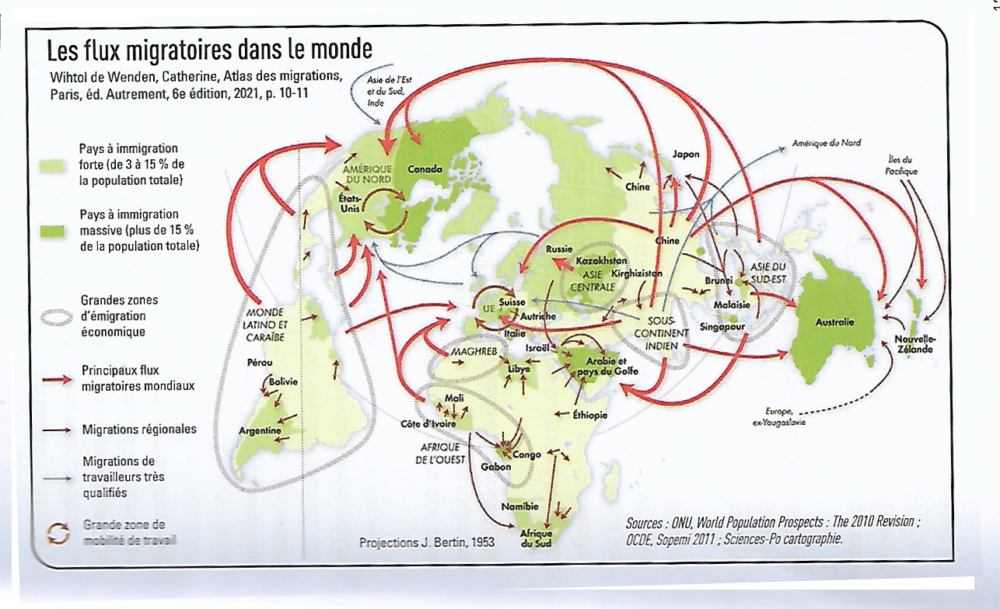 Les flux migratoires dans le monde
Wihtol de Wenden, Catherine, Atlas des migrations,
Paris, éd. Autrement, 6e édition, 2021, p. 10-11
Pays à immigration
forte (de 3 à 15 % de
la population totale)
Pays à immigration
massive (plus de 15 %
de la population totale)
Grandes zones
d'émigration
économique
Principaux flux
migratoires mondiaux
Migrations régionales
Migrations de
travailleurs très
qualifiés
Grande zone de
mobilité de travail
Asie de l'Est
et du Sud,
Inde
AMÉRIQUE
DU NORD
Canada
États-
Unis
Japon
Amérique du Nord
Îles du
Pacifique
Chine
Chine
Russie
Kazakhstan
ASIE
CENTRALE
Kirghizistan
Brunei
ASIE DU
SUD-EST
Malaisie
Singapour
UE
Suisse
Autriche
Italie
SOUS-
CONTINENT
INDIEN
Australie
Nouvelle-
Zélande
MONDE
LATINO ET
CARAÏBE
Pérou
Bolivie
Argentine
MAGHREB
Israël
Libye
Arabie et
pays du Golfe
Mali
Côte d'Ivoire
Éthiopie
AFRIQUE
DE L'OUEST
Congo
Gabon
Namibie
Afrique
du Sud
Europe,
ex-Yougoslavie
Projections J. Bertin, 1953
Sources : ONU, World Population Prospects : The 2010 Revision ;
OCDE, Sopemi 2011 ; Sciences-Po cartographie.